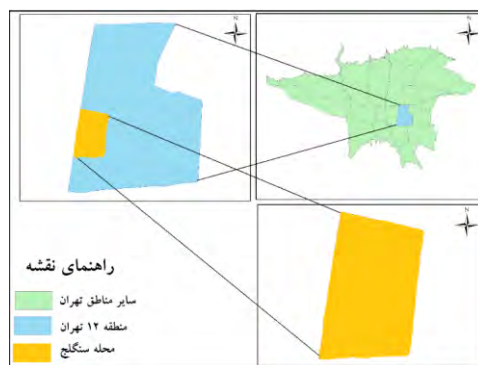 N
N
N
راهنمای نقشه
سایر مناطق تهران
منطقه ۱۲ تهران
محله سنگلج